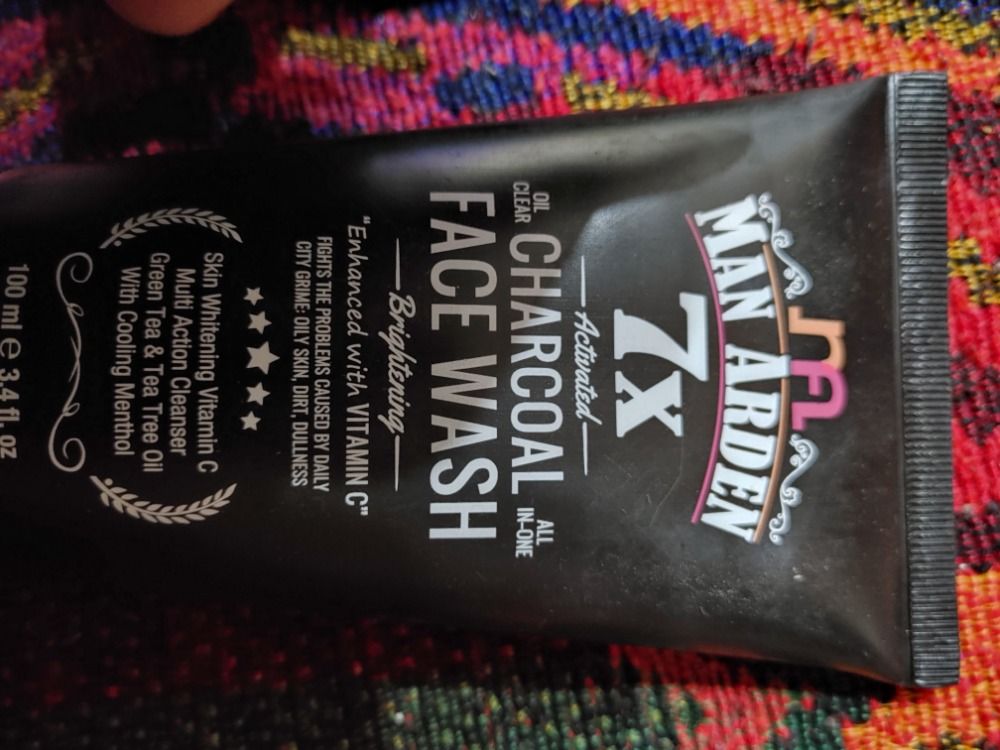 ma
MAN ARDEN
7X
Activated
OIL
CLEAR
CHARCOAL
ALL
IN-ONE
FACE WASH
Brightening
"Enhanced with VITAMIN C"
FIGHTS THE PROBLEMS CAUSED BY DAILY
CITY GRIME: OILY SKIN, DIRT, DULLNESS
Skin Whitening Vitamin C
Multi Action Cleanser
Green Tea & Tea Tree Oil
With Cooling Menthol
100 ml e 3.4 fl. oz